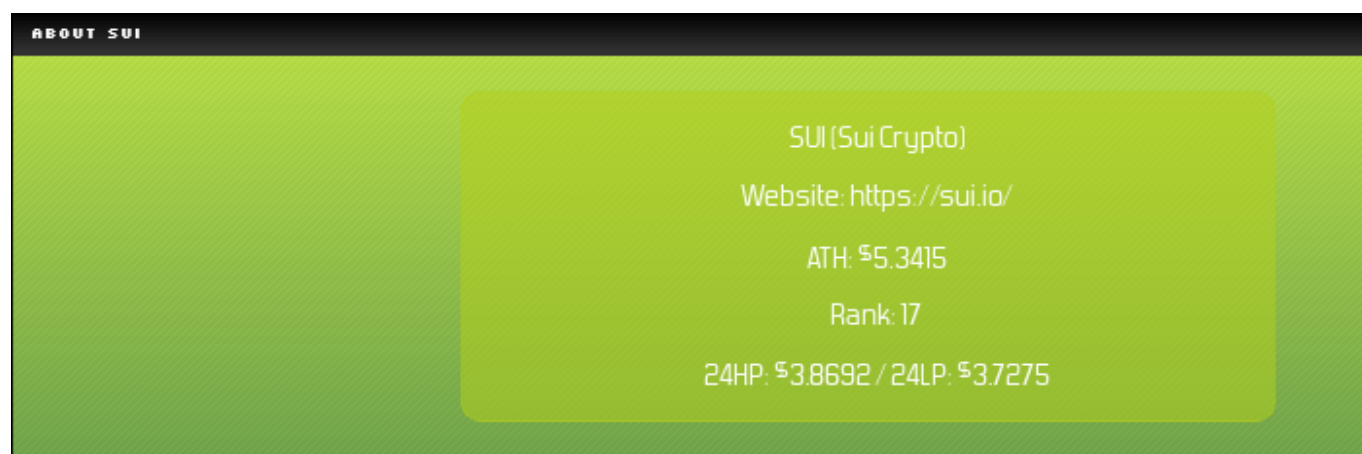 ABOUT SUI
SUI (Sui Crypto)
Website: https://sui.io/
ATH: $5.3415
Rank: 17
24HP: $3.8692 / 24LP: $3.7275